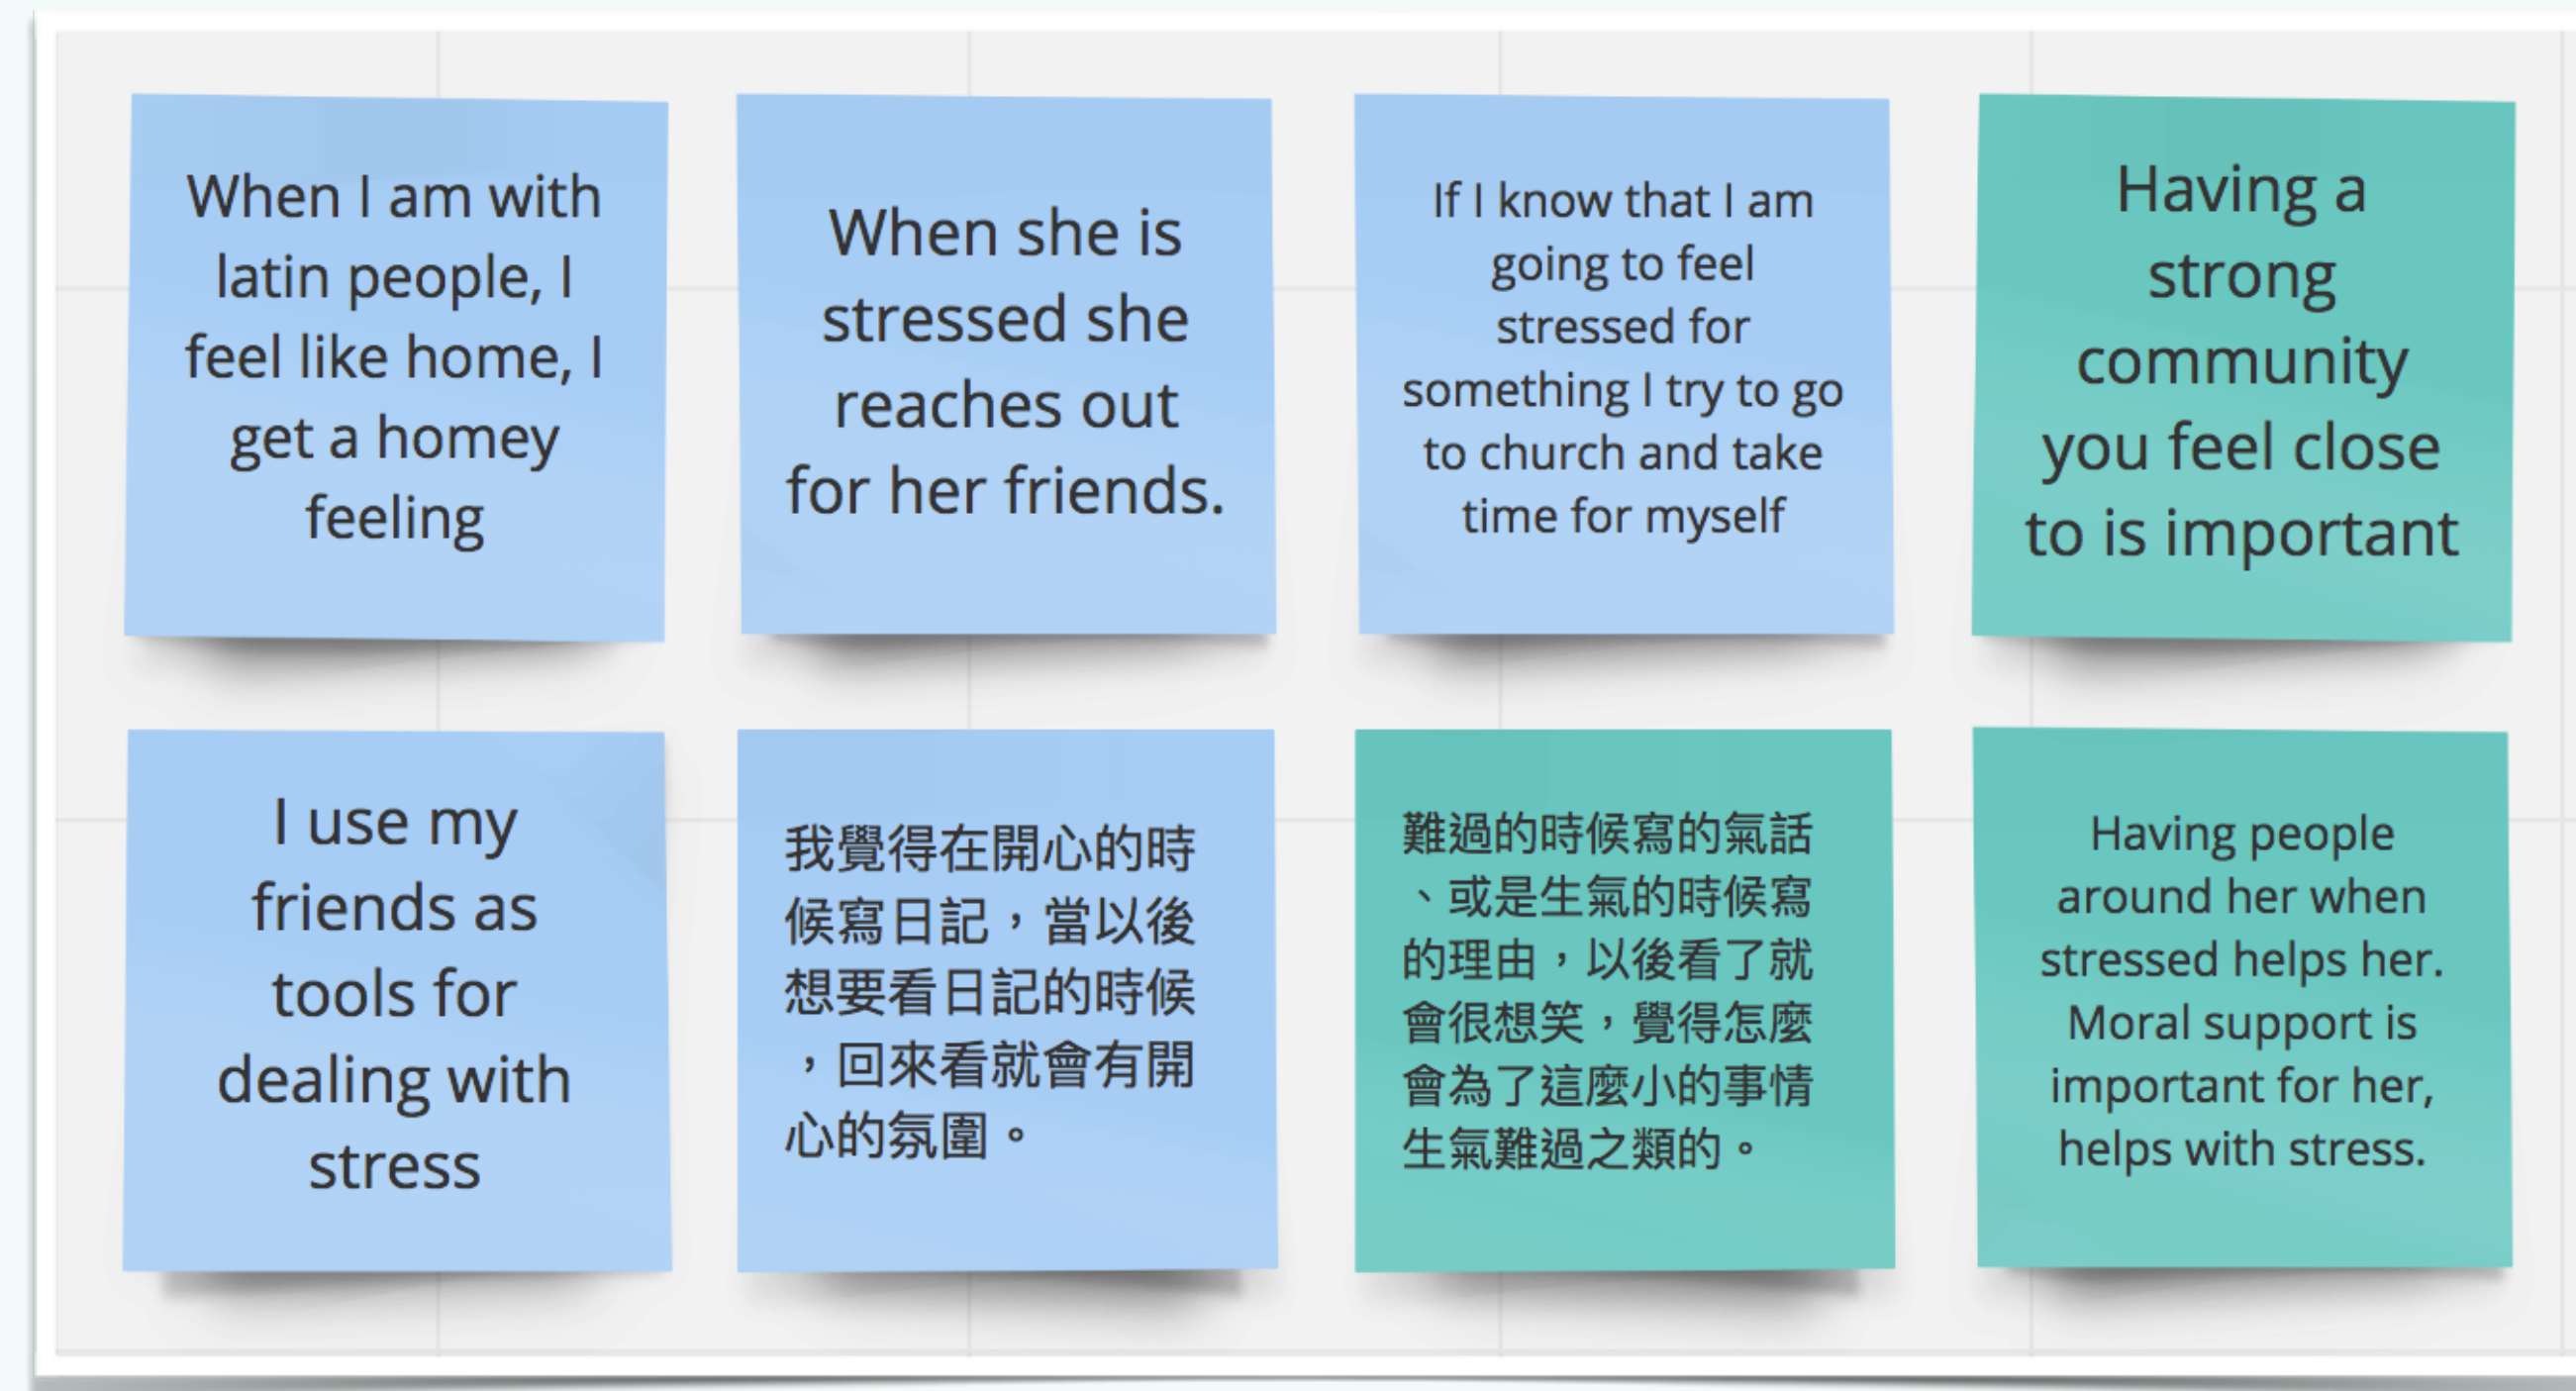 When I am with
latin people, I
feel like home, I
get a homey
feeling
When she is
stressed she
reaches out
for her friends.
If I know that I am
going to feel
stressed for
something I try to go
to church and take
time for myself
Having a
strong
community
you feel close
to is important
I use my
friends as
tools for
dealing with
stress
我覺得在開心的時
候寫日記，當以後
想要看日記的時候
，回來看就會有開
心的氛圍。
難過的時候寫的氣話
、或是生氣的時候寫
的理由，以後看了就
會很想笑，覺得怎麼
會為了這麼小的事情
生氣難過之類的。
Having people
around her when
stressed helps her.
Moral support is
important for her,
helps with stress.